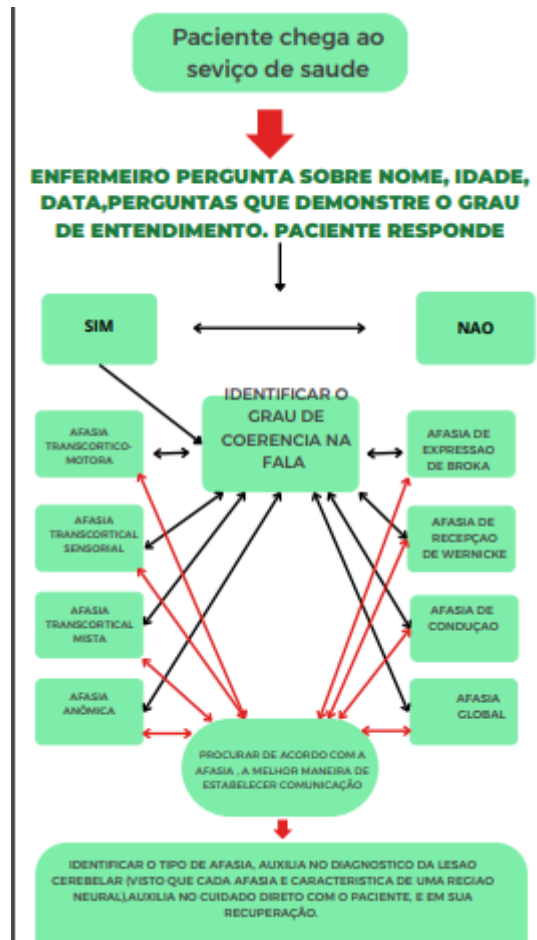 Paciente chega ao
seviço de saude
ENFERMEIRO PERGUNTA SOBRE NOME, IDADE,
DATA,PERGUNTAS QUE DEMONSTRE O GRAU
DE ENTENDIMENTO. PACIENTE RESPONDE
SIM
NAO
IDENTIFICAR O
GRAU DE
COERENCIA NA
FALA
AFASIA
TRANSCORTICO-
MOTORA
AFASIA DE
EXPRESSAO
DE BROKA
AFASIA
TRANSCORTICAL
SENSORIAL
AFASIA DE
RECEPÇAO
DE WERNICKE
AFASIA
TRANSCORTICAL
MISTA
AFASIA DE
CONDUÇAO
AFASIA
ANÔMICA
AFASIA
GLOBAL
PROCURAR DE ACORDO COM A
AFASIA , A MELHOR MANEIRA DE
ESTABELECER COMUNICAÇÃO
IDENTIFICAR O TIPO DE AFASIA, AUXILIA NO DIAGNOSTICO DA LESAO
CEREBELAR (VISTO QUE CADA AFASIA E CARACTERISTICA DE UMA REGIAO
NEURAL),AUXILIA NO CUIDADO DIRETO COM O PACIENTE, E EM SUA
RECUPERAÇÃO.